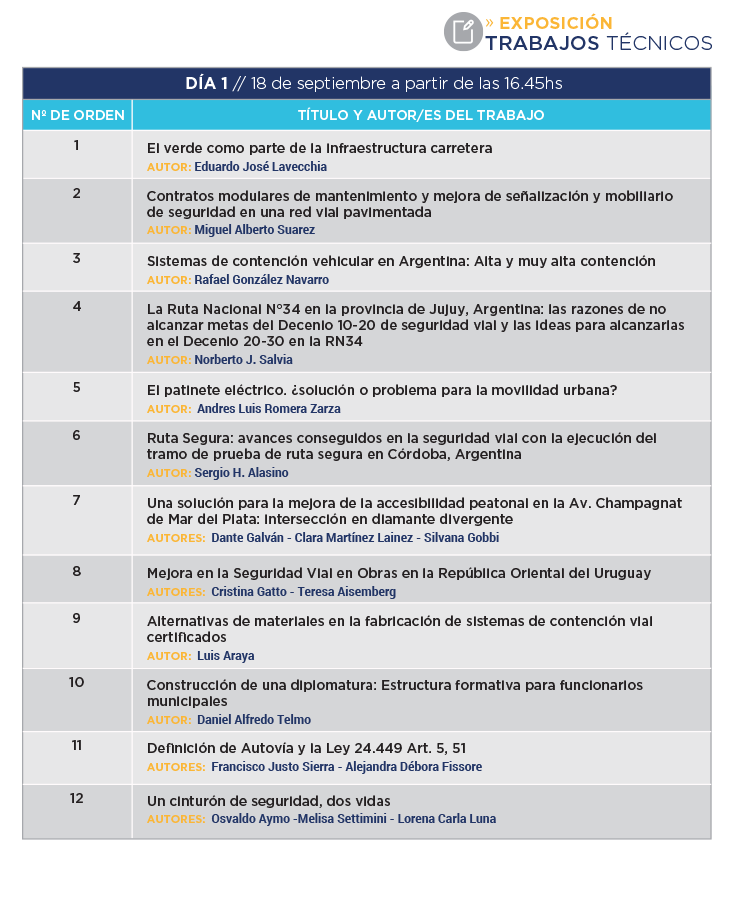 » EXPOSICIÓN
TRABAJOS TÉCNICOS
DÍA 1 // 18 de septiembre a partir de las 16.45hs
Nº DE ORDEN
TÍTULO Y AUTOR/ES DEL TRABAJO
1
El verde como parte de la infraestructura carretera
AUTOR: Eduardo José Lavecchia
2
Contratos modulares de mantenimiento y mejora de señalización y mobiliario
de seguridad en una red vial pavimentada
AUTOR: Miguel Alberto Suarez
3
Sistemas de contención vehicular en Argentina: Alta y muy alta contención
AUTOR: Rafael González Navarro
4
La Ruta Nacional N°34 en la provincia de Jujuy, Argentina: las razones de no
alcanzar metas del Decenio 10-20 de seguridad vial y las ideas para alcanzarlas
en el Decenio 20-30 en la RN34
AUTOR: Norberto J. Salvia
5
El patinete eléctrico. ¿solución o problema para la movilidad urbana?
AUTOR: Andres Luis Romera Zarza
6
Ruta Segura: avances conseguidos en la seguridad vial con la ejecución del
tramo de prueba de ruta segura en Córdoba, Argentina
AUTOR: Sergio H. Alasino
7
Una solución para la mejora de la accesibilidad peatonal en la Av. Champagnat
de Mar del Plata: intersección en diamante divergente
AUTORES: Dante Galván - Clara Martínez Lainez - Silvana Gobbi
8
Mejora en la Seguridad Vial en Obras en la República Oriental del Uruguay
AUTORES: Cristina Gatto - Teresa Aisemberg
9
Alternativas de materiales en la fabricación de sistemas de contención vial
certificados
AUTOR: Luis Araya
10
Construcción de una diplomatura: Estructura formativa para funcionarios
municipales
AUTOR: Daniel Alfredo Telmo
11
Definición de Autovía y la Ley 24.449 Art. 5, 51
AUTORES: Francisco Justo Sierra - Alejandra Débora Fissore
12
Un cinturón de seguridad, dos vidas
AUTORES: Osvaldo Aymo -Melisa Settimini - Lorena Carla Luna